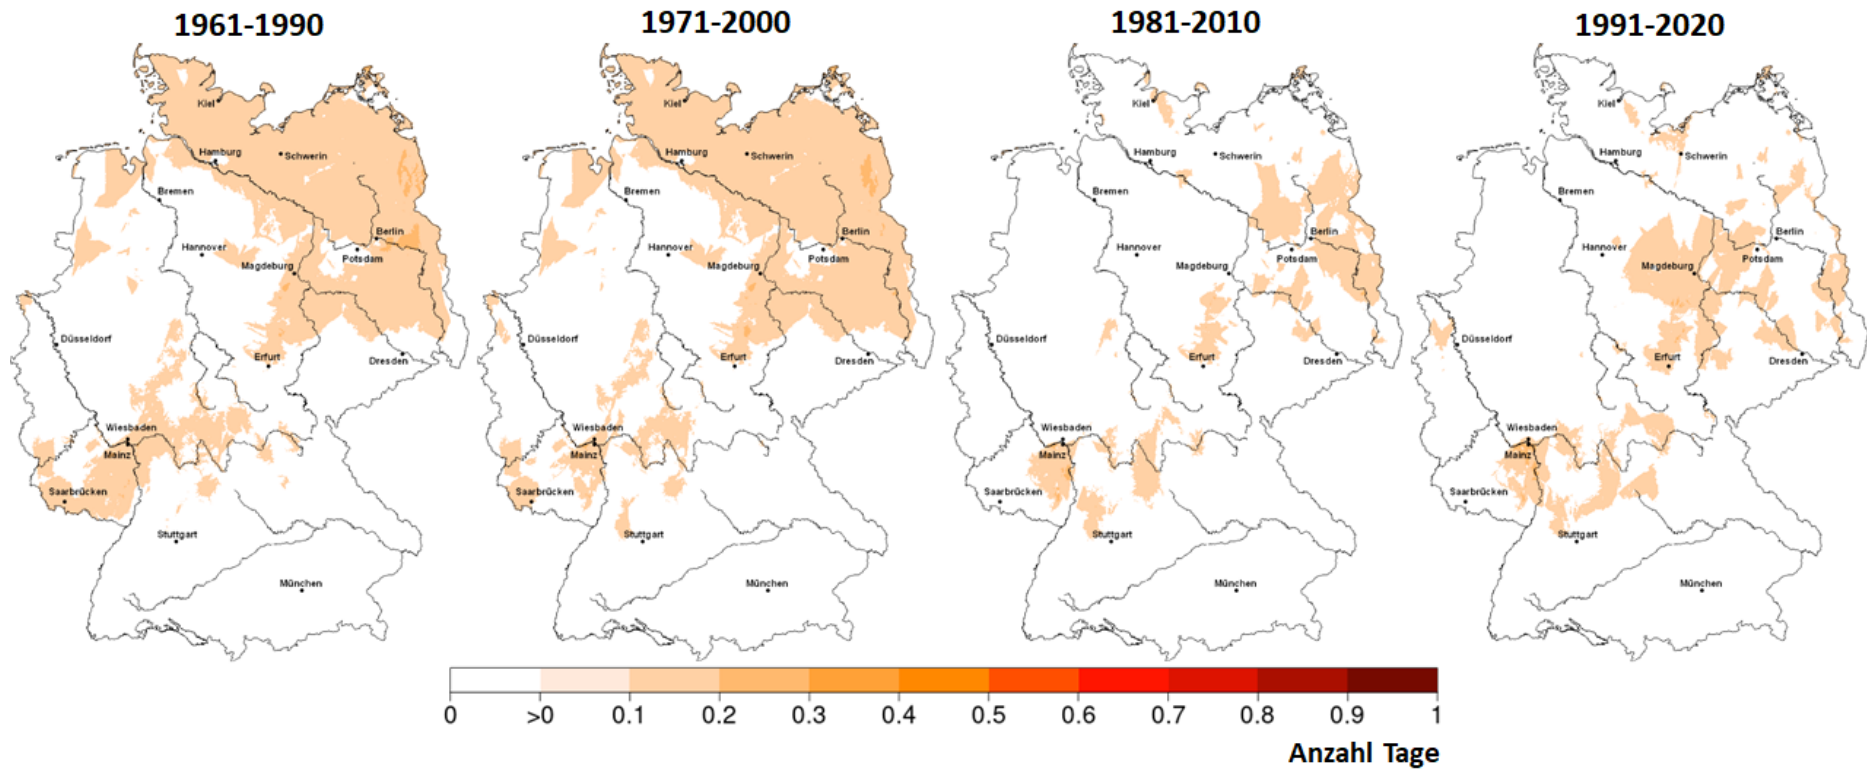 1961-1990
1971-2000
1981-2010
1991-2020
Kiel
Hamburg
Schwerin
Bremen
Hannover
Berlin
Potsdam
Magdeburg
Düsseldorf
Erfurt
Dresden
Wiesbaden
Mainz
Saarbrücken
Stuttgart
München
Kiel
Hamburg
Schwerin
Bremen
Hannover
Berlin
Potsdam
Magdeburg
Düsseldorf
Erfurt
Dresden
Wiesbaden
Mainz
Saarbrücken
Stuttgart
München
Kiel
Hamburg
Schwerin
Bremen
Hannover
Berlin
Potsdam
Magdeburg
Düsseldorf
Erfurt
Dresden
Wiesbaden
Mainz
Saarbrücken
Stuttgart
München
Kiel
Hamburg
Schwerin
Bremen
Hannover
Berlin
Potsdam
Magdeburg
Düsseldorf
Erfurt
Dresden
Wiesbaden
Mainz
Saarbrücken
Stuttgart
München
0 >0 0.1 0.2 0.3 0.4 0.5 0.6 0.7 0.8 0.9 1
Anzahl Tage